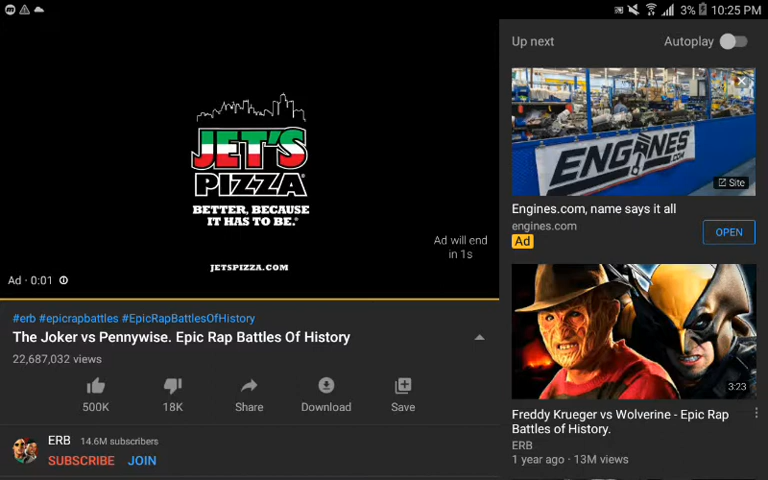 3% 10:25 PM
JET'S
PIZZA
BETTER, BECAUSE
IT HAS TO BE.®
JETSPIZZA.COM
Ad will end
in 1s
Ad · 0:01
#erb #epicrapbattles #EpicRapBattlesOfHistory
The Joker vs Pennywise. Epic Rap Battles Of History
22,687,032 views
500K
18K
Share
Download
Save
ERB 14.6M subscribers
SUBSCRIBE JOIN
Up next
Autoplay
ENGINES
.COM
Site
Engines.com, name says it all
engines.com
Ad
OPEN
3:23
Freddy Krueger vs Wolverine - Epic Rap
Battles of History.
ERB
1 year ago · 13M views